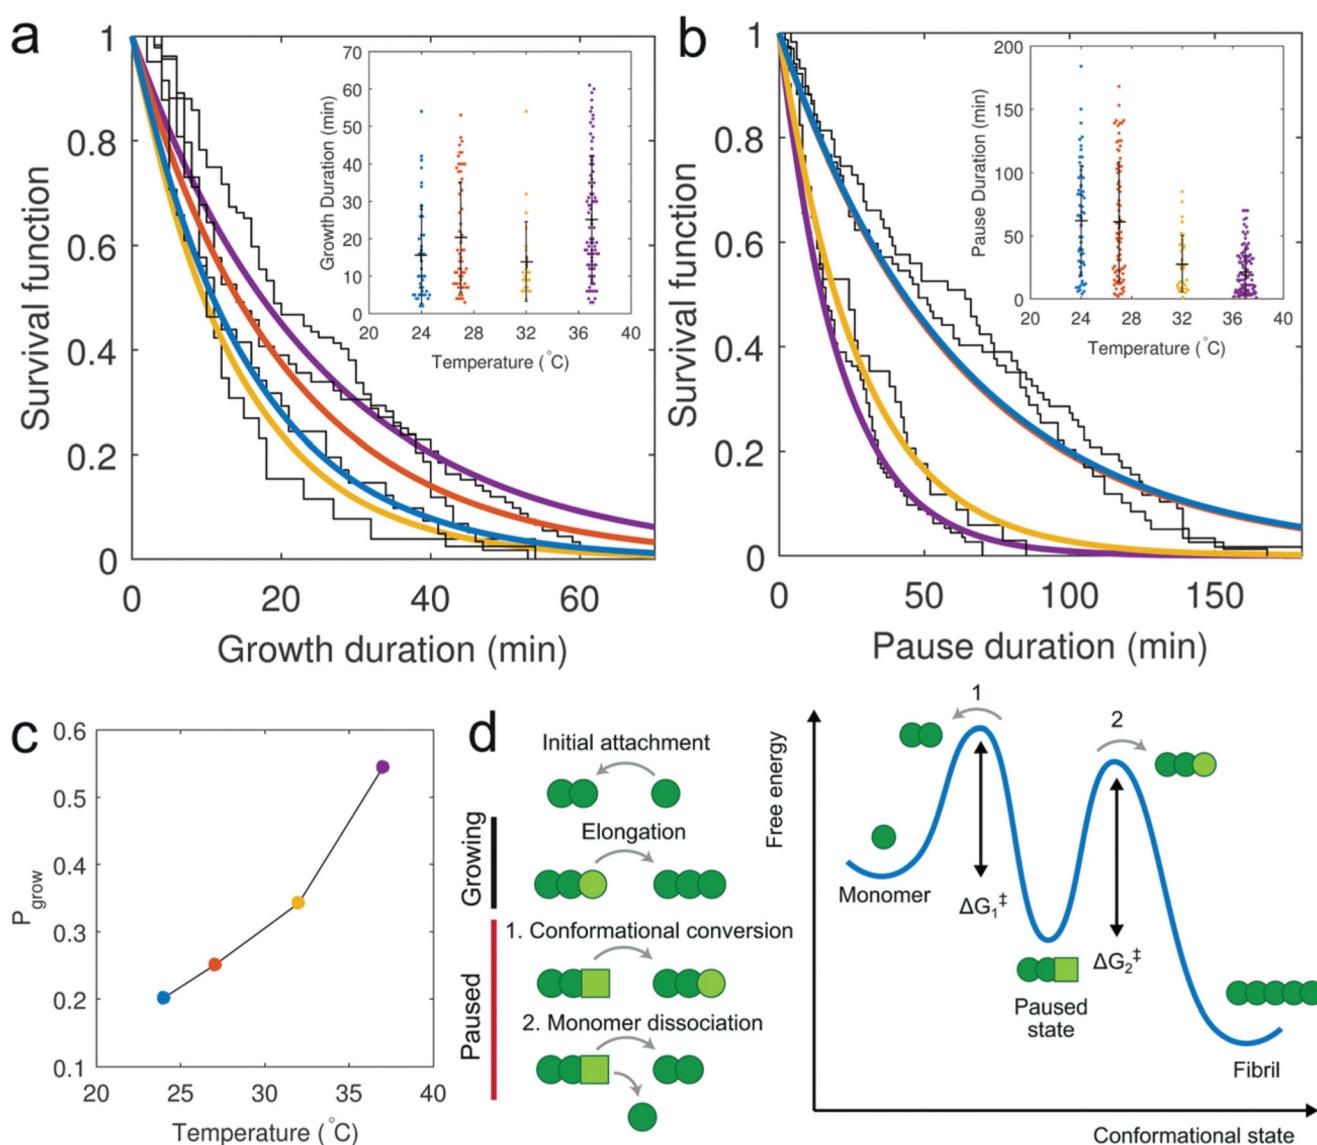 a
Survival function
1
0.8
0.6
0.4
0.2
0
0
20
40
60
Growth duration (min)
Growth Duration (min)
70
60
50
40
30
20
10
0
20
24
28
32
36
40
Temperature (°C)
b
Survival function
1
0.8
0.6
0.4
0.2
0
0
50
100
150
Pause duration (min)
Pause Duration (min)
200
150
100
50
0
20
24
28
32
36
40
Temperature (°C)
c
P_grow
0.6
0.5
0.4
0.3
0.2
0.1
20
25
30
35
40
Temperature (°C)
d
Initial attachment
Growing
Elongation
Paused
1. Conformational conversion
2. Monomer dissociation
Free energy
1
2
Monomer
ΔG₁‡
ΔG₂‡
Paused
state
Fibril
Conformational state